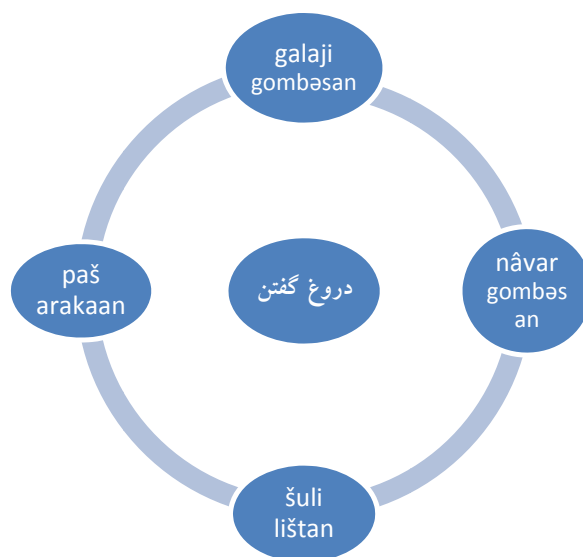 galaji
gombəsan
nâvar
gombəs
an
paš
arakaan
دروغ گفتن
šuli
lištan